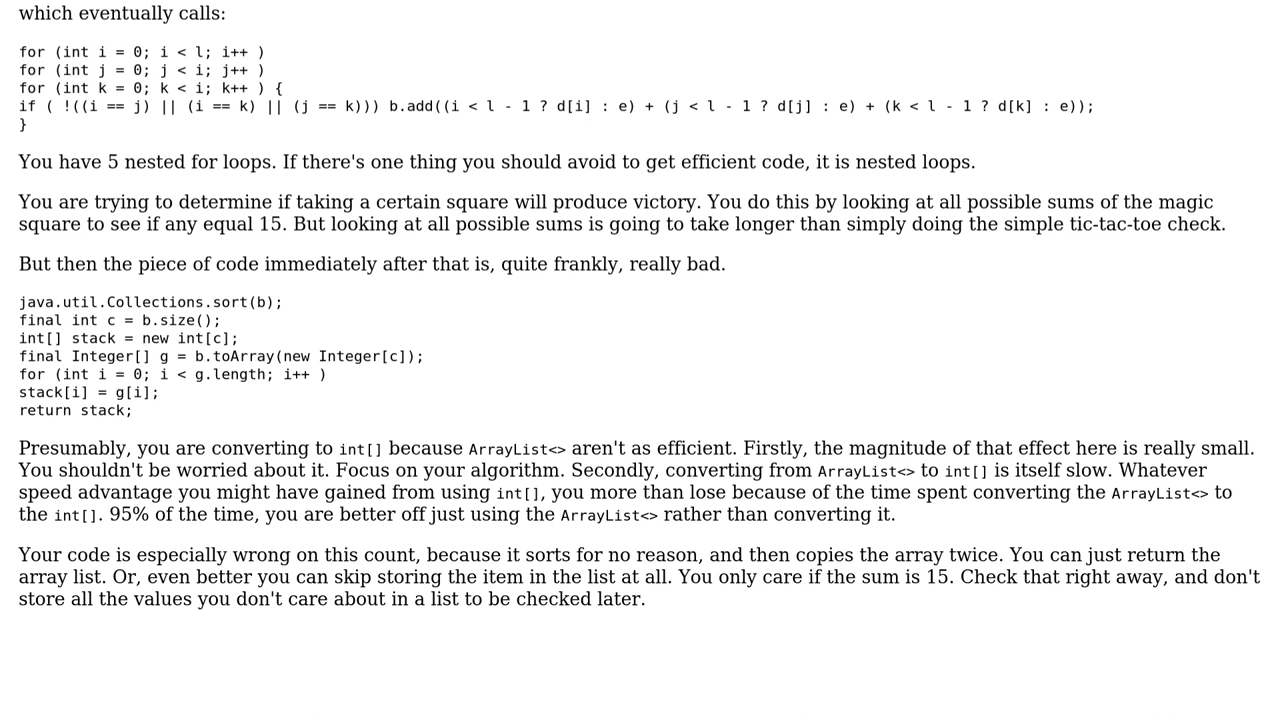 which eventually calls:
for (int i = 0; i < l; i++ )
for (int j = 0; j < i; j++ )
for (int k = 0; k < i; k++ ) {
if ( !((i == j) || (i == k) || (j == k))) b.add((i < l - 1 ? d[i] : e) + (j < l - 1 ? d[j] : e) + (k < l - 1 ? d[k] : e));
}
You have 5 nested for loops. If there's one thing you should avoid to get efficient code, it is nested loops.
You are trying to determine if taking a certain square will produce victory. You do this by looking at all possible sums of the magic
square to see if any equal 15. But looking at all possible sums is going to take longer than simply doing the simple tic-tac-toe check.
But then the piece of code immediately after that is, quite frankly, really bad.
java.util.Collections.sort(b);
final int c = b.size();
int[] stack = new int[c];
final Integer[] g = b.toArray(new Integer[c]);
for (int i = 0; i < g.length; i++ )
stack[i] = g[i];
return stack;
Presumably, you are converting to int[] because ArrayList<> aren't as efficient. Firstly, the magnitude of that effect here is really small.
You shouldn't be worried about it. Focus on your algorithm. Secondly, converting from ArrayList<> to int[] is itself slow. Whatever
speed advantage you might have gained from using int[], you more than lose because of the time spent converting the ArrayList<> to
the int[]. 95% of the time, you are better off just using the ArrayList<> rather than converting it.
Your code is especially wrong on this count, because it sorts for no reason, and then copies the array twice. You can just return the
array list. Or, even better you can skip storing the item in the list at all. You only care if the sum is 15. Check that right away, and don't
store all the values you don't care about in a list to be checked later.